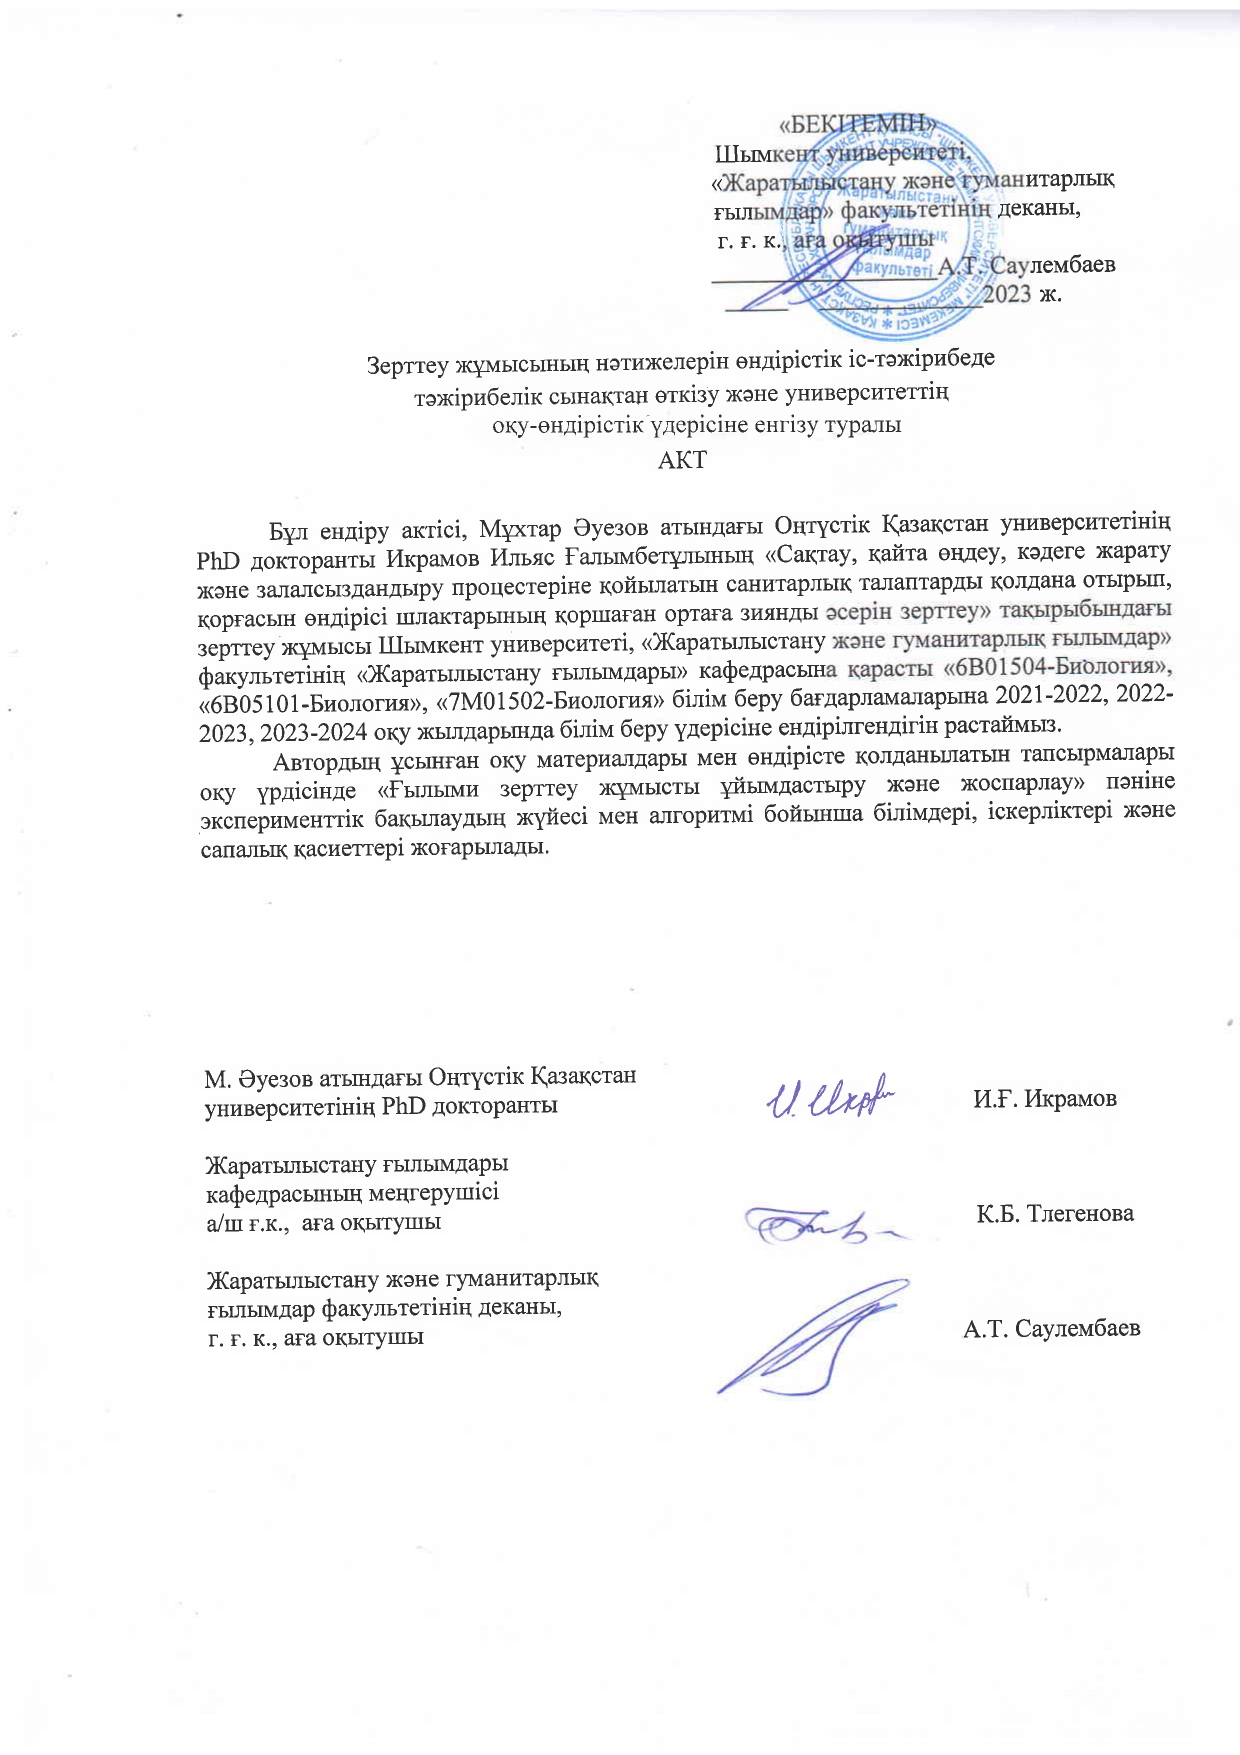 «БЕКІТЕМІН»
Шымкент университеті,
«Жаратылыстану және гуманитарлық
ғылымдар» факультетінің деканы,
г. ғ. к., аға оқытушы
__________________А.Т. Саулембаев
_____ _____________2023 ж.
Жаратылыстану
және
гуманитарлық
ғылымдар
факультеті
Зерттеу жұмысының нәтижелерін өндірістік іс-тәжірибеде
тәжірибелік сынақтан өткізу және университеттің
оқу-өндірістік үдерісіне енгізу туралы
АКТ
Бұл ендіру актісі, Мұхтар Әуезов атындағы Оңтүстік Қазақстан университетінің
PhD докторанты Икрамов Ильяс Ғалымбетұлының «Сақтау, қайта өңдеу, кәдеге жарату
және залалсыздандыру процестеріне қойылатын санитарлық талаптарды қолдана отырып,
қорғасын өндірісі шлактарының қоршаған ортаға зиянды әсерін зерттеу» тақырыбындағы
зерттеу жұмысы Шымкент университеті, «Жаратылыстану және гуманитарлық ғылымдар»
факультетінің «Жаратылыстану ғылымдары» кафедрасына қарасты «6В01504-Биология»,
«6В05101-Биология», «7М01502-Биология» білім беру бағдарламаларына 2021-2022, 2022-
2023, 2023-2024 оқу жылдарында білім беру үдерісіне ендірілгендігін растаймыз.
Автордың ұсынған оқу материалдары мен өндірісте қолданылатын тапсырмалары
оқу үрдісінде «Ғылыми зерттеу жұмысты ұйымдастыру және жоспарлау» пәніне
эксперименттік бақылаудың жүйесі мен алгоритмі бойынша білімдері, іскерліктері және
сапалық қасиеттері жоғарылады.
М. Әуезов атындағы Оңтүстік Қазақстан
университетінің PhD докторанты
И.Ғ. Икрамов
Жаратылыстану ғылымдары
кафедрасының меңгерушісі
а/ш ғ.к., аға оқытушы
К.Б. Тлегенова
Жаратылыстану және гуманитарлық
ғылымдар факультетінің деканы,
г. ғ. к., аға оқытушы
А.Т. Саулембаев